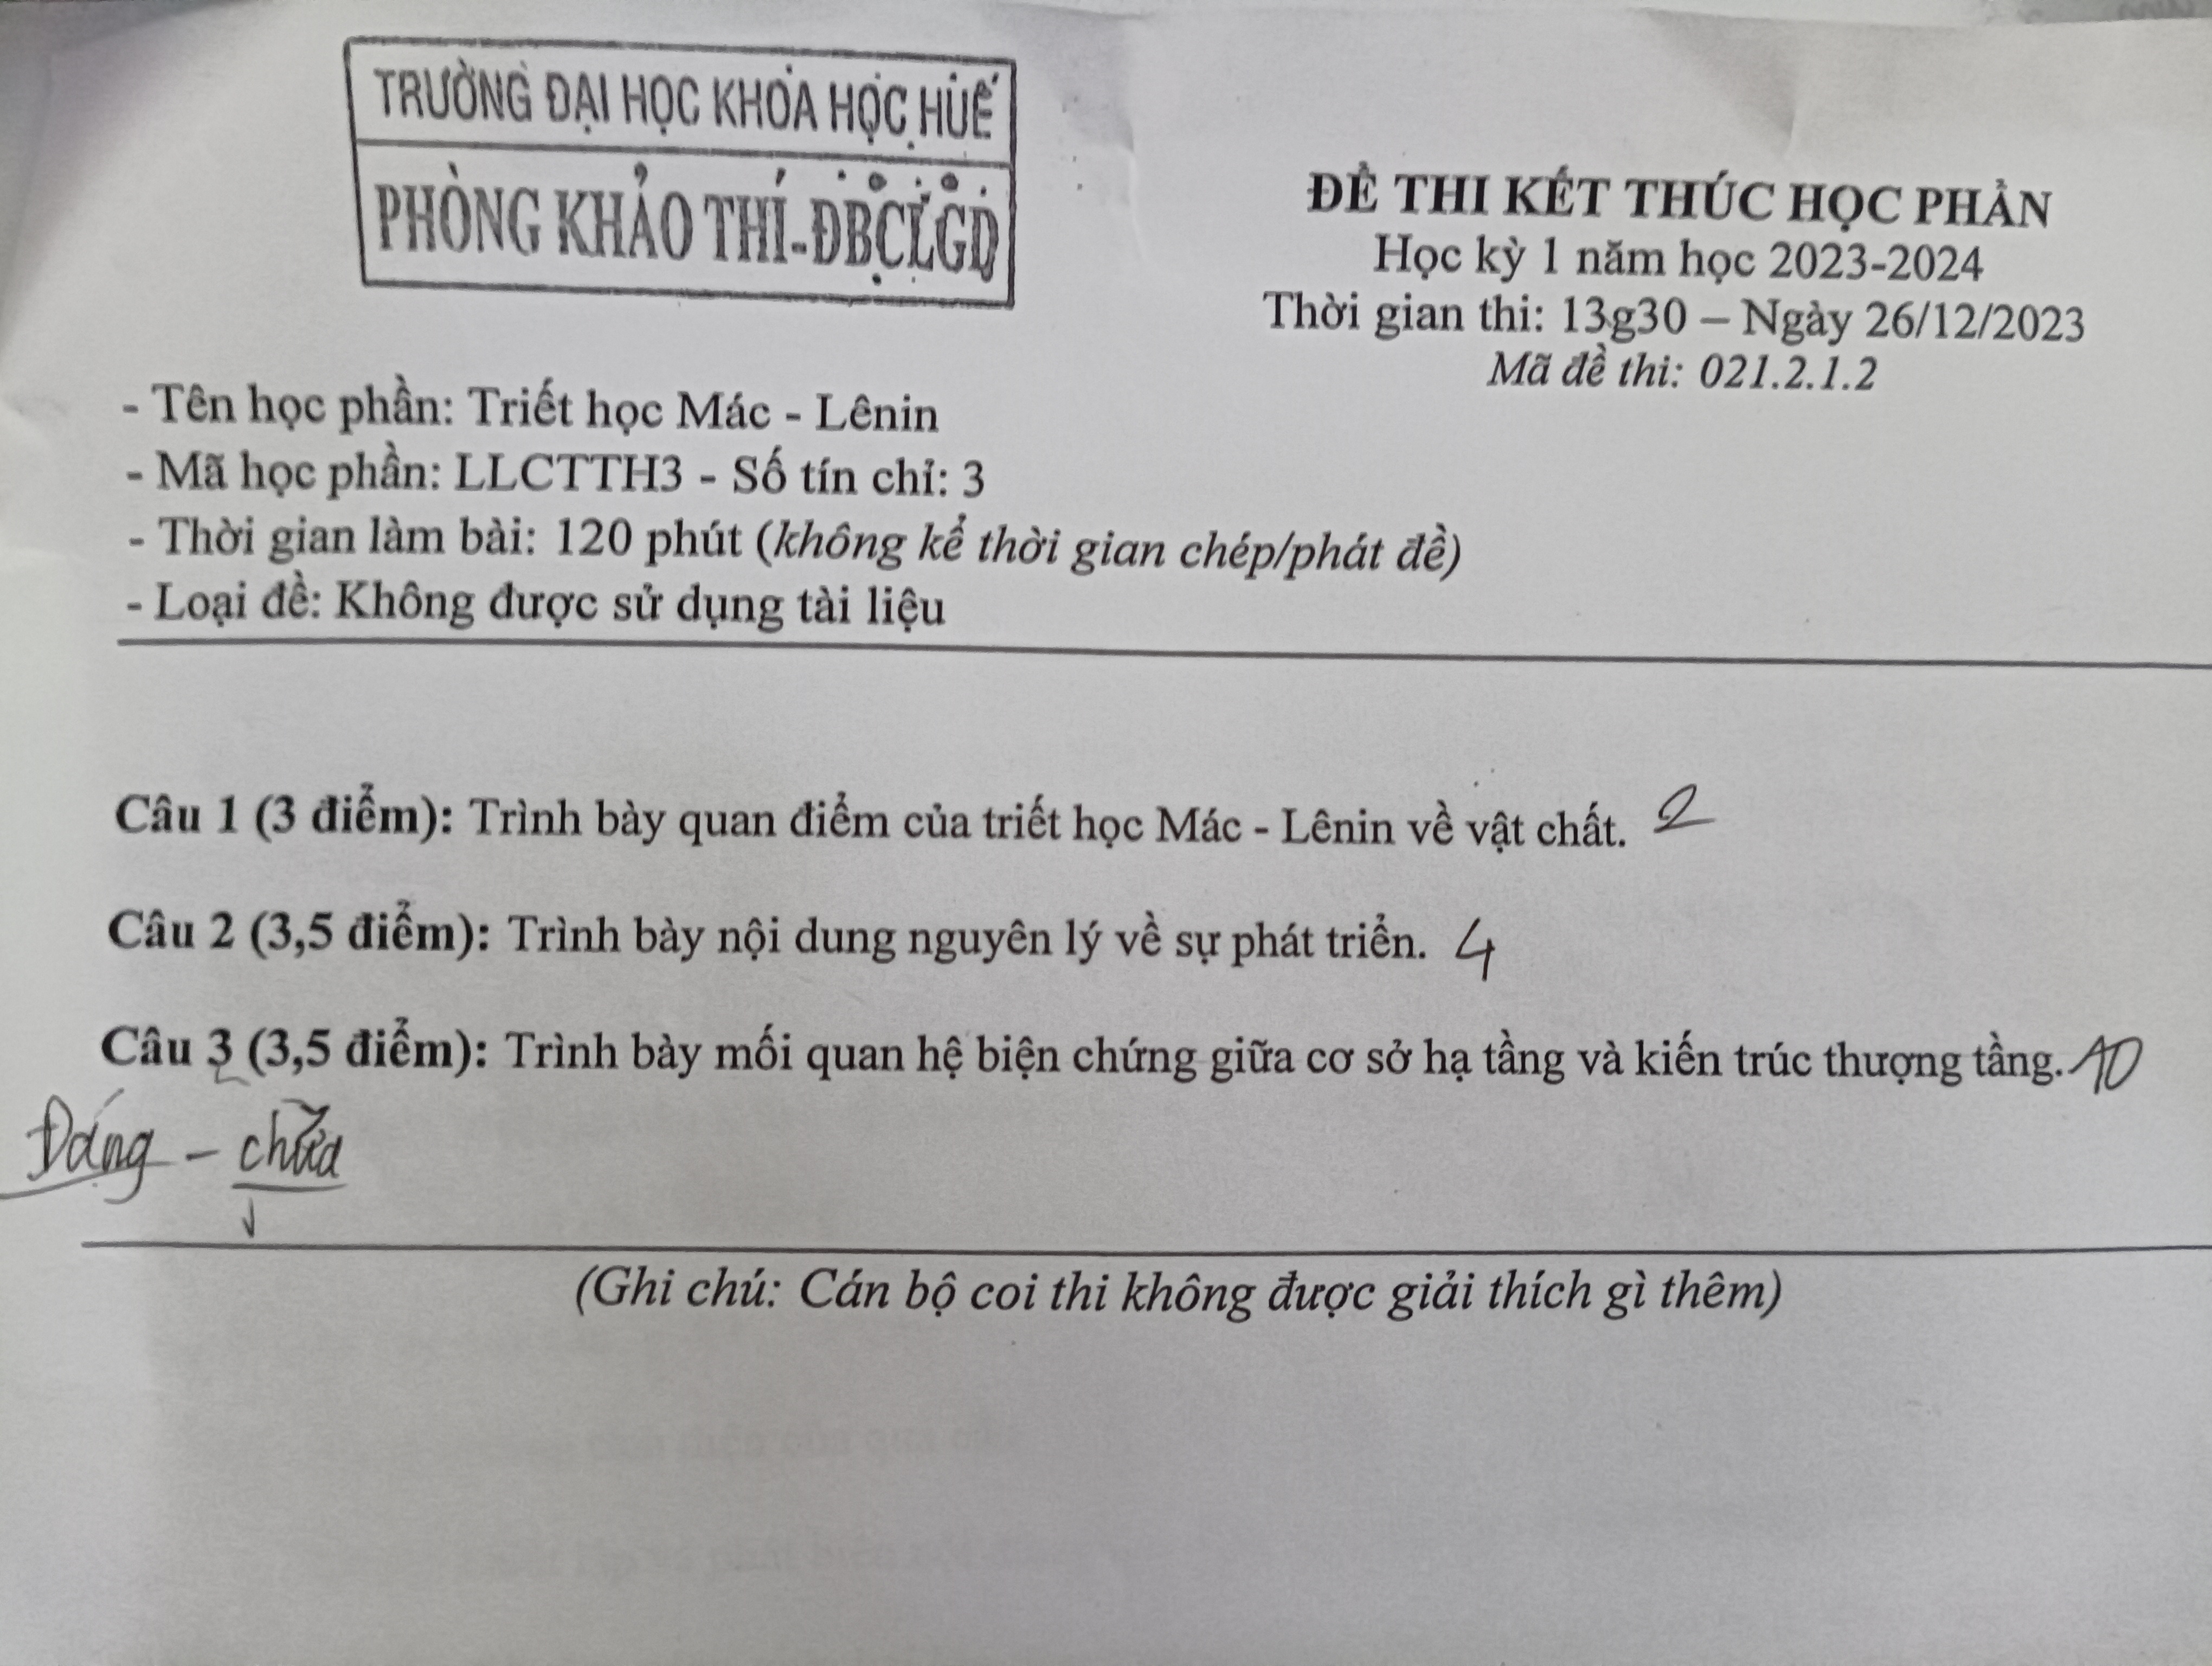 TRƯỜNG ĐẠI HỌC KHOA HỌC HUẾ
PHÒNG KHẢO THÍ-ĐBCLGD
ĐỀ THI KẾT THÚC HỌC PHẦN
Học kỳ 1 năm học 2023-2024
Thời gian thi: 13g30 – Ngày 26/12/2023
Mã đề thi: 021.2.1.2
- Tên học phần: Triết học Mác - Lênin
- Mã học phần: LLCTTH3 - Số tín chỉ: 3
- Thời gian làm bài: 120 phút (không kể thời gian chép/phát đề)
- Loại đề: Không được sử dụng tài liệu
Câu 1 (3 điểm): Trình bày quan điểm của triết học Mác - Lênin về vật chất. 2
Câu 2 (3,5 điểm): Trình bày nội dung nguyên lý về sự phát triển. 4
Câu 3 (3,5 điểm): Trình bày mối quan hệ biện chứng giữa cơ sở hạ tầng và kiến trúc thượng tầng. 10
Đáng - chữa
(Ghi chú: Cán bộ coi thi không được giải thích gì thêm)